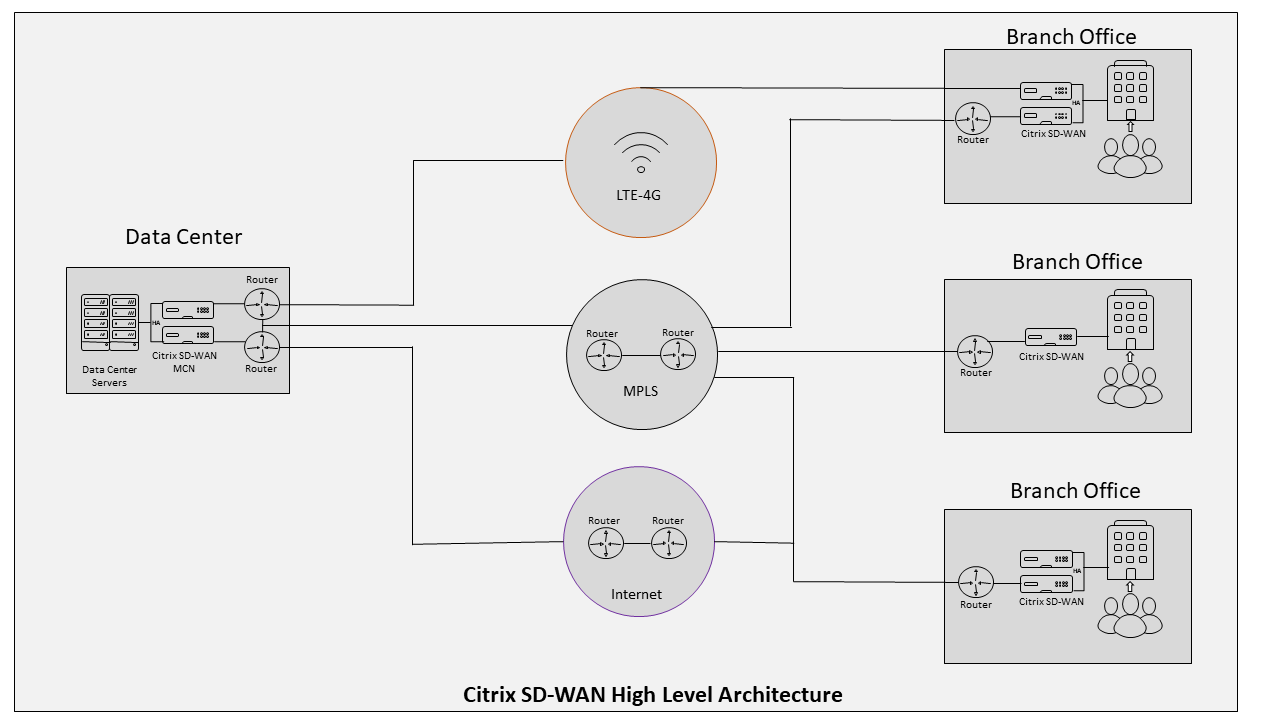 Branch Office
HA
Citrix SD-WAN
Router
LTE-4G
Data Center
Router
HA
Citrix SD-WAN
MCN
Router
Data Center
Servers
Router
Router
MPLS
Branch Office
Citrix SD-WAN
Router
Router
Router
Internet
Branch Office
HA
Citrix SD-WAN
Router
Citrix SD-WAN High Level Architecture